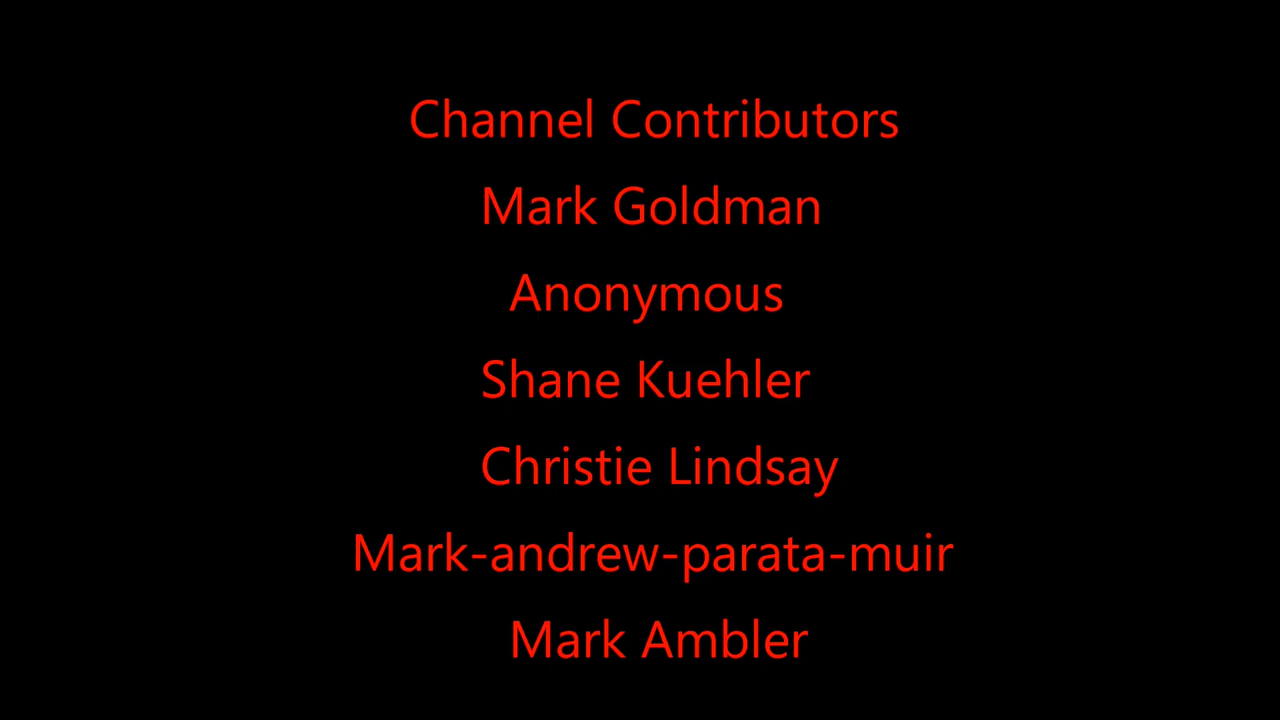 Channel Contributors
Mark Goldman
Anonymous
Shane Kuehler
Christie Lindsay
Mark-andrew-parata-muir
Mark Ambler